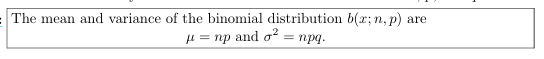 The mean and variance of the binomial distribution b(x; n, p) are
μ = np and σ² = npq.